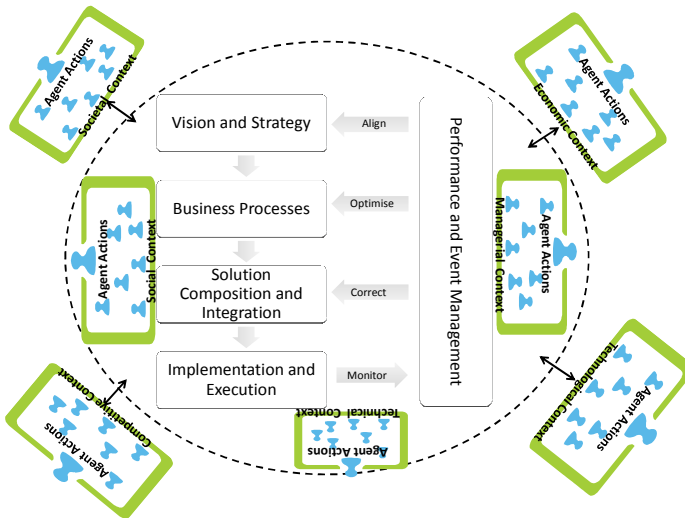 Agent Actions
Societal Context
Agent Actions
Economic Context
Vision and Strategy
Align
Performance and Event Management
Business Processes
Optimise
Agent Actions
Social Context
Managerial Context
Agent Actions
Solution
Composition and
Integration
Correct
Implementation and
Execution
Monitor
Competitive Context
Agent Actions
Technical
Context
Agent
Actions
Technological Context
Agent Actions